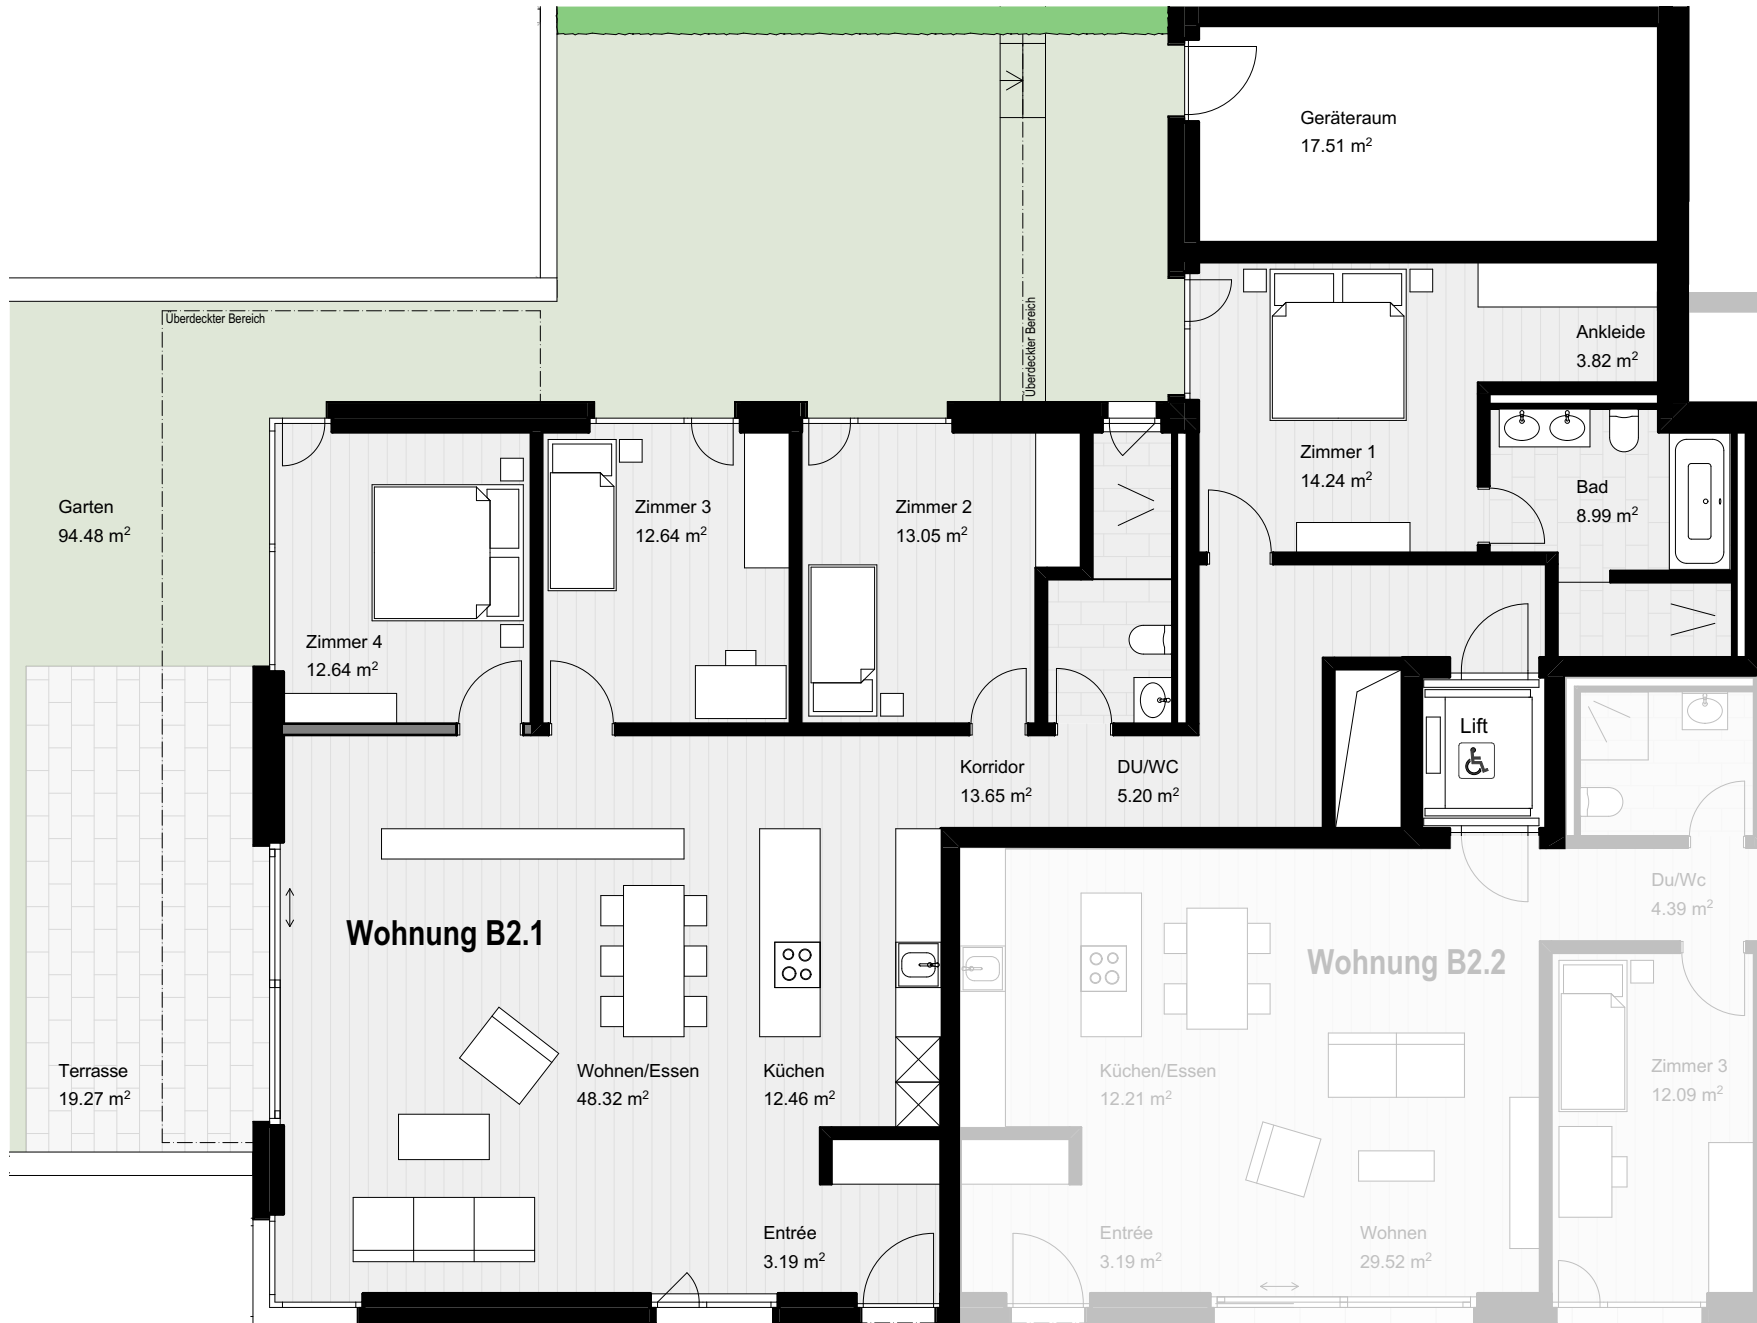 Geräteraum
17.51 m²
Überdeckter Bereich
Überdeckter Bereich
Ankleide
3.82 m²
Zimmer 1
14.24 m²
Bad
8.99 m²
Garten
94.48 m²
Zimmer 3
12.64 m²
Zimmer 2
13.05 m²
Zimmer 4
12.64 m²
Lift
Korridor
13.65 m²
DU/WC
5.20 m²
Du/Wc
4.39 m²
Wohnung B2.1
Wohnung B2.2
Terrasse
19.27 m²
Wohnen/Essen
48.32 m²
Küchen
12.46 m²
Küchen/Essen
12.21 m²
Zimmer 3
12.09 m²
Entrée
3.19 m²
Entrée
3.19 m²
Wohnen
29.52 m²